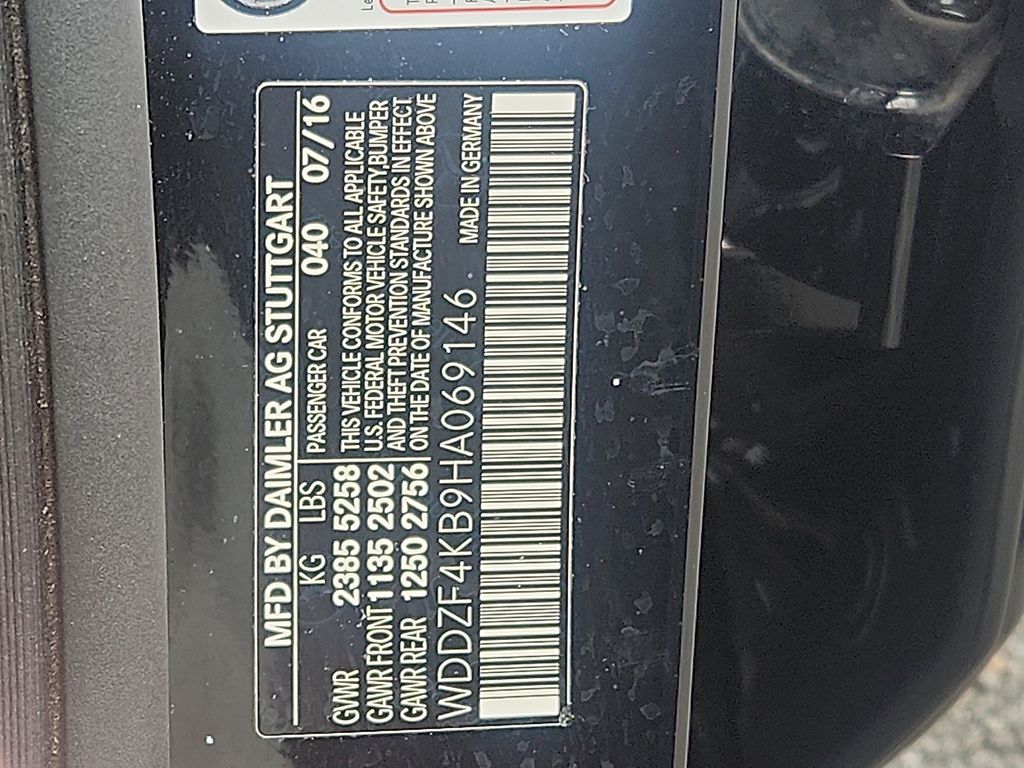 MFD BY DAIMLER AG STUTTGART
KG LBS PASSENGER CAR 040 07/16
GVWR 2385 5258 THIS VEHICLE CONFORMS TO ALL APPLICABLE
U.S. FEDERAL MOTOR VEHICLE SAFETY,BUMPER
GAWR FRONT 1135 2502 AND THEFT PREVENTION STANDARDS IN EFFECT
GAWR REAR 1250 2756 ON THE DATE OF MANUFACTURE SHOWN ABOVE
WDDZF4KB9HA069146 MADE IN GERMANY